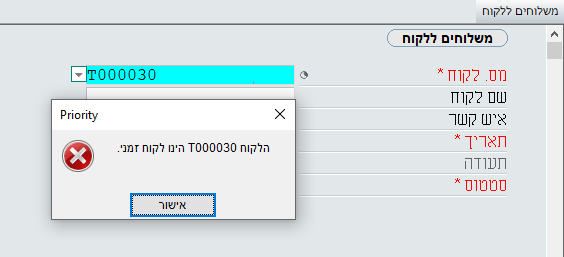 משלוחים ללקוח
משלוחים ללקוח
מס. לקוח *
T000030
שם לקוח
איש קשר
תאריך *
תעודה
סטטוס *
Priority
הלקוח T000030 הינו לקוח זמני.
אישור